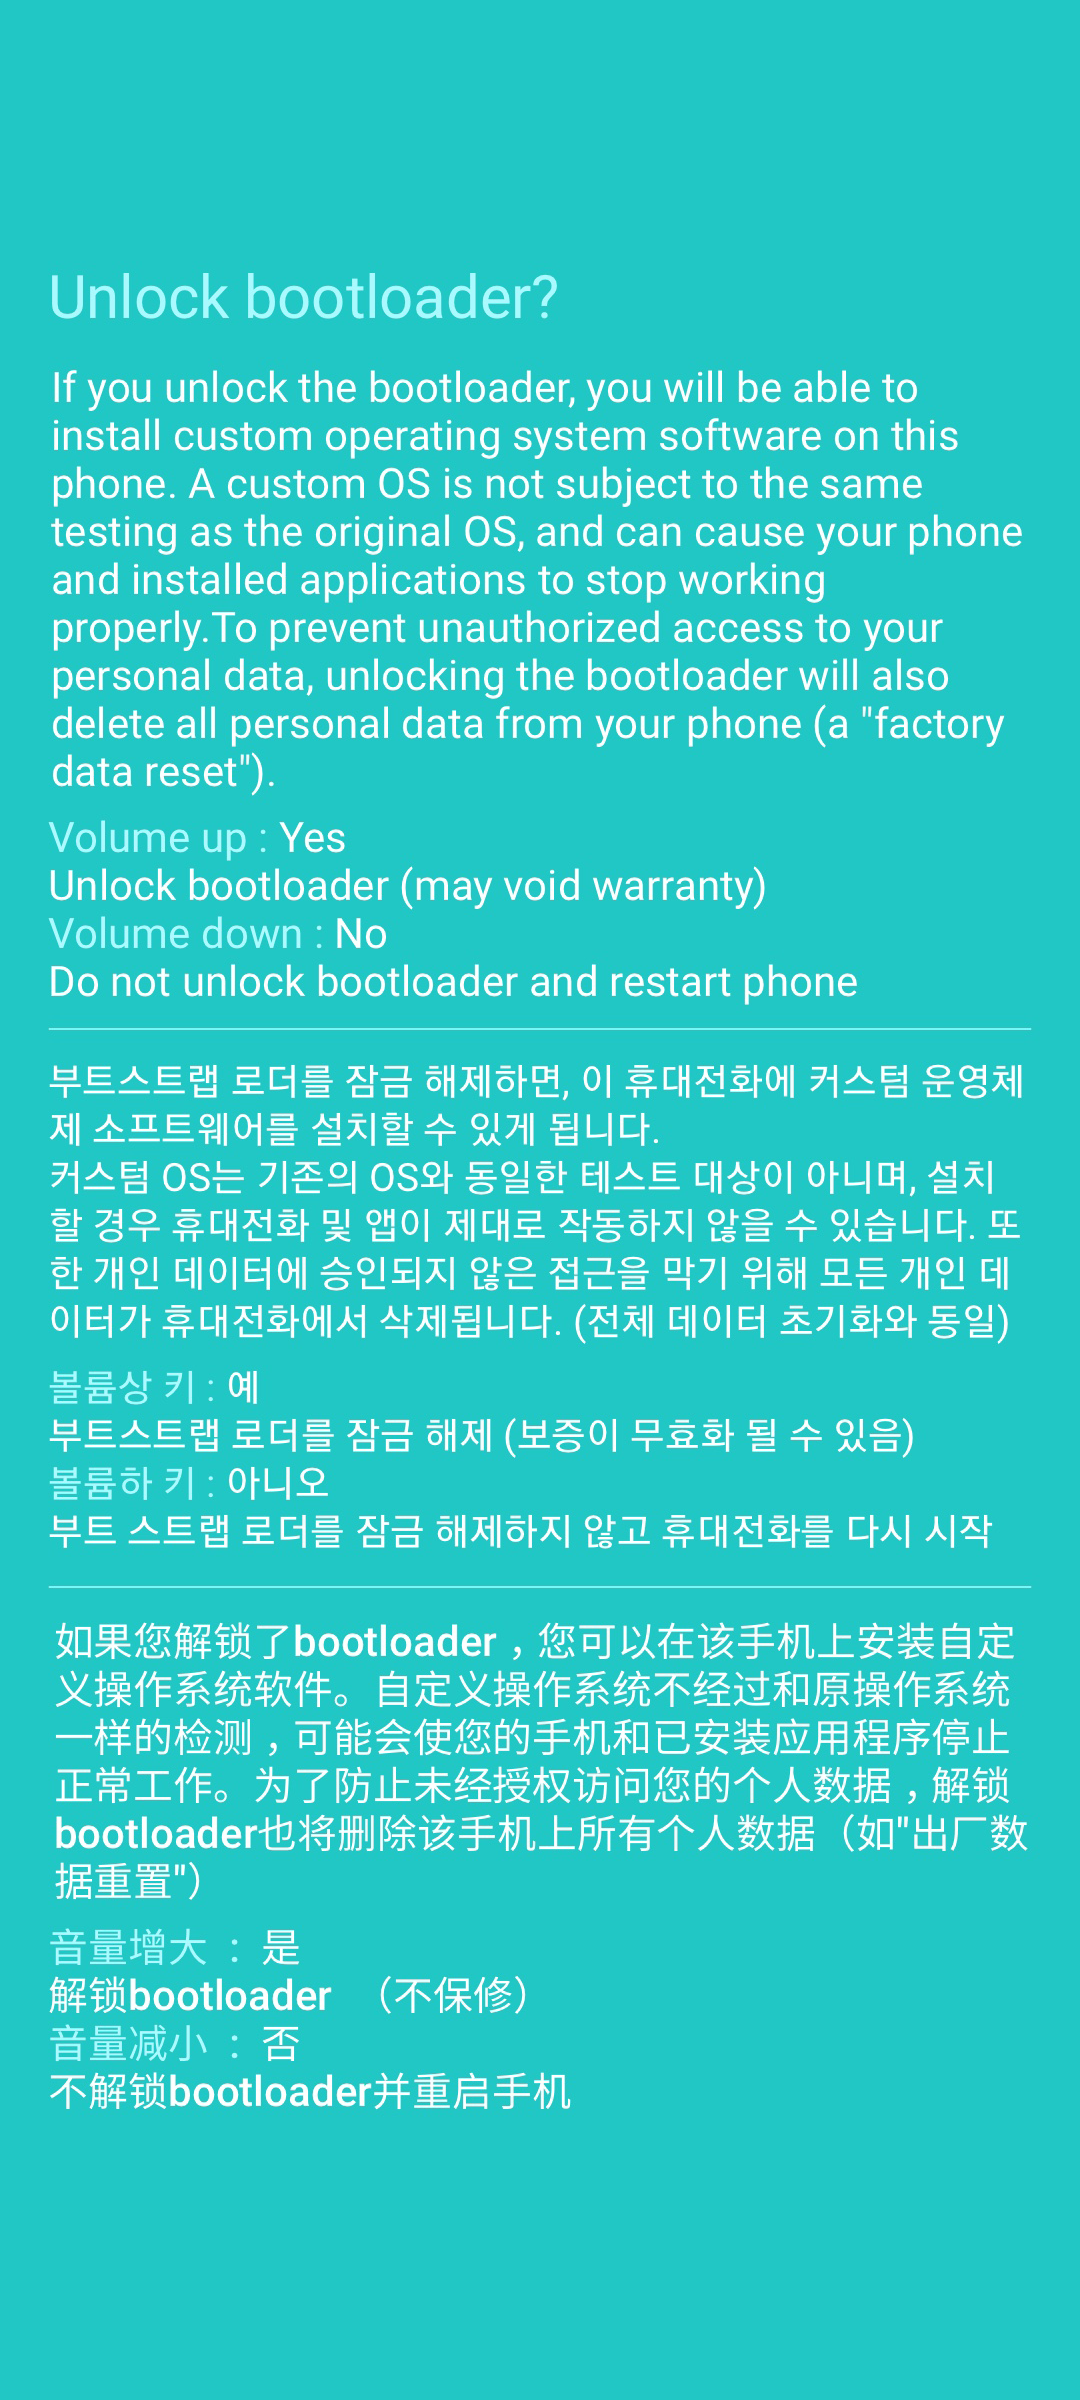 Unlock bootloader?
If you unlock the bootloader, you will be able to
install custom operating system software on this
phone. A custom OS is not subject to the same
testing as the original OS, and can cause your phone
and installed applications to stop working
properly.To prevent unauthorized access to your
personal data, unlocking the bootloader will also
delete all personal data from your phone (a "factory
data reset").
Volume up : Yes
Unlock bootloader (may void warranty)
Volume down : No
Do not unlock bootloader and restart phone
부트스트랩 로더를 잠금 해제하면, 이 휴대전화에 커스텀 운영체
제 소프트웨어를 설치할 수 있게 됩니다.
커스텀 OS는 기존의 OS와 동일한 테스트 대상이 아니며, 설치
할 경우 휴대전화 및 앱이 제대로 작동하지 않을 수 있습니다. 또
한 개인 데이터에 승인되지 않은 접근을 막기 위해 모든 개인 데
이터가 휴대전화에서 삭제됩니다. (전체 데이터 초기화와 동일)
볼륨상 키 : 예
부트스트랩 로더를 잠금 해제 (보증이 무효화 될 수 있음)
볼륨하 키 : 아니오
부트 스트랩 로더를 잠금 해제하지 않고 휴대전화를 다시 시작
如果您解锁了bootloader，您可以在该手机上安装自定
义操作系统软件。自定义操作系统不经过和原操作系统
一样的检测，可能会使您的手机和已安装应用程序停止
正常工作。为了防止未经授权访问您的个人数据，解锁
bootloader也将删除该手机上所有个人数据（如"出厂数
据重置"）
音量增大 ： 是
解锁bootloader （不保修）
音量减小 ： 否
不解锁bootloader并重启手机